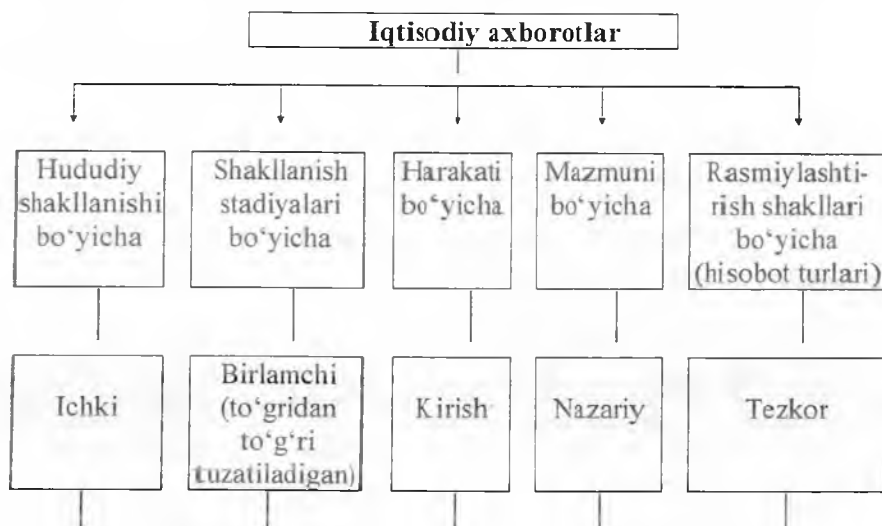 Iqtisodiy axborotlar
Hududiy
shakllanishi
bo‘yicha
Shakllanish
stadiyalari
bo‘yicha
Harakati
bo‘yicha
Mazmuni
bo‘yicha
Rasmiylashti-
rish shakllari
bo‘yicha
(hisobot turlari)
Ichki
Birlamchi
(to‘gridan
to‘g‘ri
tuzatiladigan)
Kirish
Nazariy
Tezkor